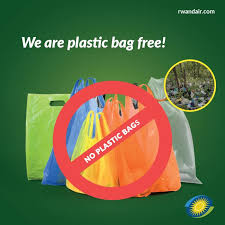 rwandair.com
We are plastic bag free!
NO PLASTIC BAGS